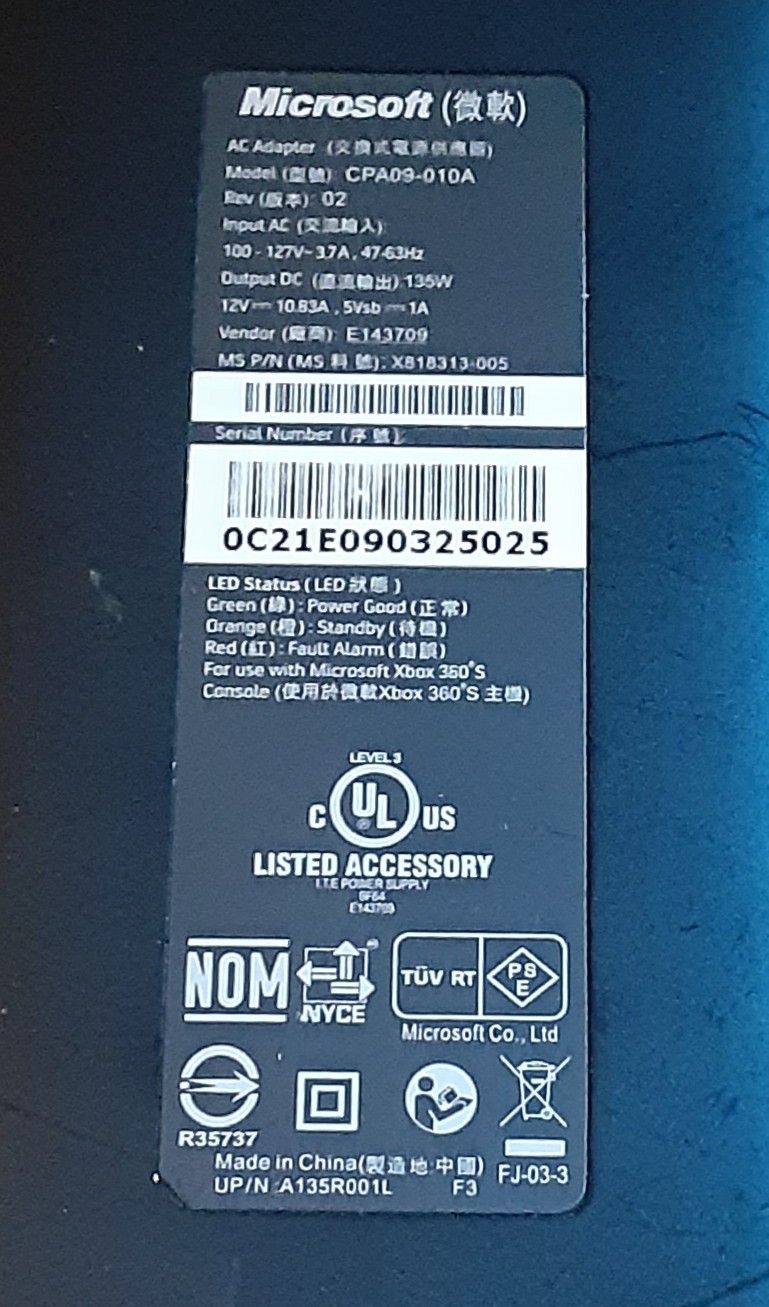 Microsoft (微軟)
AC Adapter (交換式電源供應器)
Model (型號) CPA09-010A
Rev (版本): 02
Input AC (交流輸入):
100 - 127V~ 3.7A , 47-63Hz
Output DC (直流輸出) 135W
12V⎓ 10.83A , 5Vsb ⎓ 1A
Vendor (廠商): E143709
MS P/N (MS 料 號): X818313-005
Serial Number (序 號):
0C21E090325025
LED Status ( LED 狀態 )
Green (綠) : Power Good ( 正 常)
Orange (橙) : Standby ( 待機 )
Red (紅) : Fault Alarm ( 錯誤)
For use with Microsoft Xbox 360°S
Console (使用於微軟Xbox 360°S 主機)
LEVEL 3
C UL US
®
LISTED ACCESSORY
I.T.E POWER SUPPLY
E143709
NOM
NYCE
TÜV RT
PS
E
Microsoft Co., Ltd
R35737
Made in China(製造地:中國)
UP/N :A135R001L F3
FJ-03-3